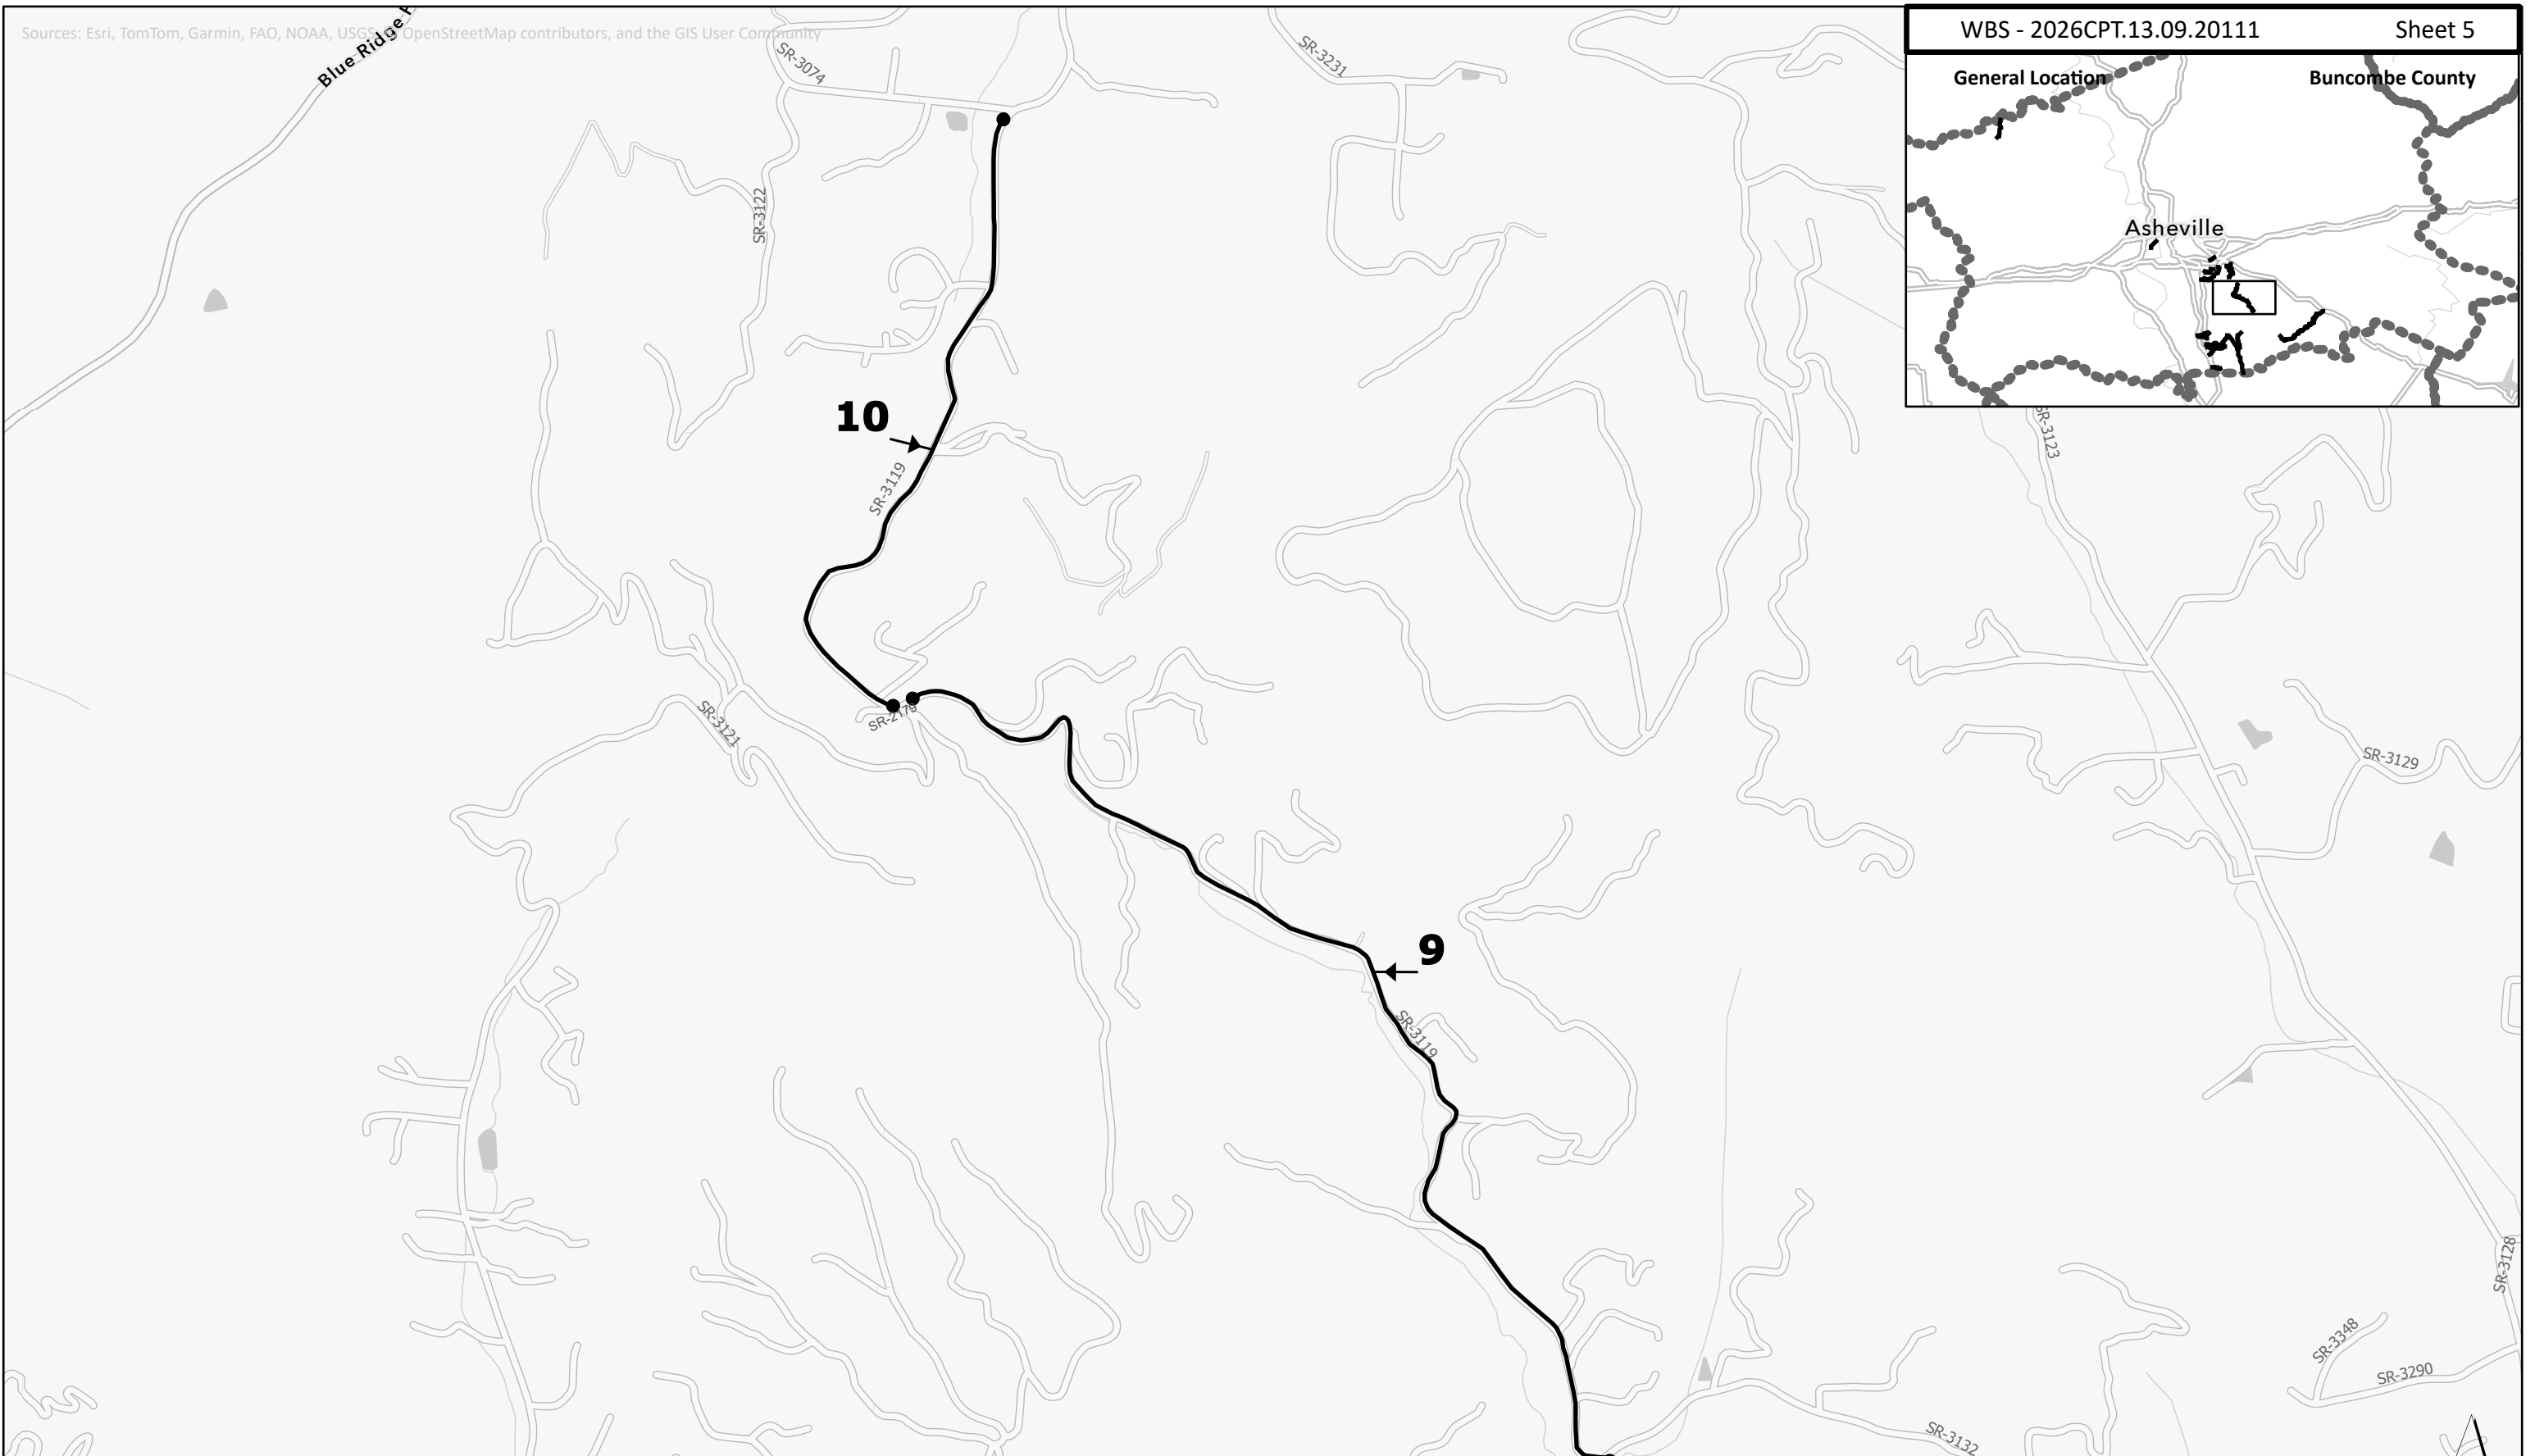 Sources: Esri, TomTom, Garmin, FAO, NOAA, USGS, © OpenStreetMap contributors, and the GIS User Community
WBS - 2026CPT.13.09.20111 Sheet 5
General Location Buncombe County
Asheville
Blue Ridge
SR-3074
SR-3231
SR-3122
10
SR-3119
SR-3123
SR-2179
SR-3121
SR-3129
9
SR-3119
SR-3128
SR-3348
SR-3290
SR-3132